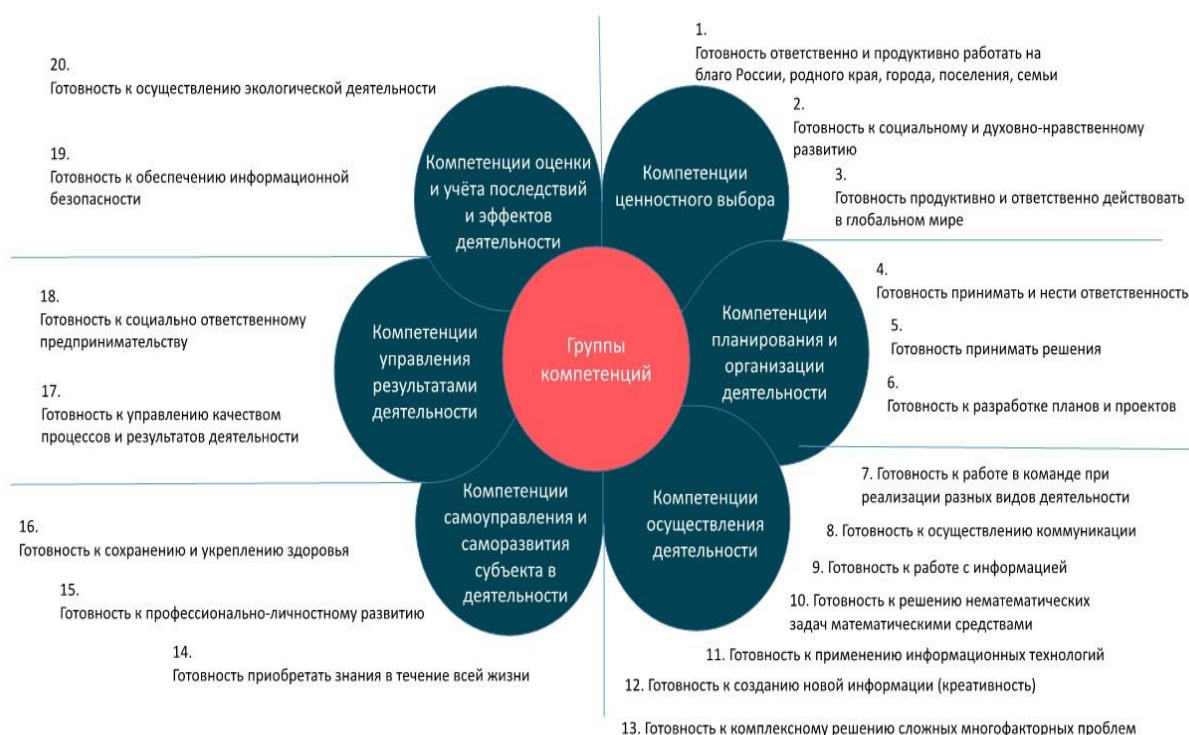 1.
Готовность ответственно и продуктивно работать на
благо России, родного края, города, поселения, семьи
2.
Готовность к социальному и духовно-нравственному
развитию
3.
Готовность продуктивно и ответственно действовать
в глобальном мире
4.
Готовность принимать и нести ответственность
5.
Готовность принимать решения
6.
Готовность к разработке планов и проектов
7. Готовность к работе в команде при
реализации разных видов деятельности
8. Готовность к осуществлению коммуникации
9. Готовность к работе с информацией
10. Готовность к решению нематематических
задач математическими средствами
11. Готовность к применению информационных технологий
12. Готовность к созданию новой информации (креативность)
13. Готовность к комплексному решению сложных многофакторных проблем
14.
Готовность приобретать знания в течение всей жизни
15.
Готовность к профессионально-личностному развитию
16.
Готовность к сохранению и укреплению здоровья
17.
Готовность к управлению качеством
процессов и результатов деятельности
18.
Готовность к социально ответственному
предпринимательству
19.
Готовность к обеспечению информационной
безопасности
20.
Готовность к осуществлению экологической деятельности
Компетенции оценки
и учёта последствий
и эффектов
деятельности
Компетенции
ценностного выбора
Компетенции
планирования и
организации
деятельности
Компетенции
осуществления
деятельности
Компетенции
самоуправления и
саморазвития
субъекта в
деятельности
Компетенции
управления
результатами
деятельности
Группы
компетенций